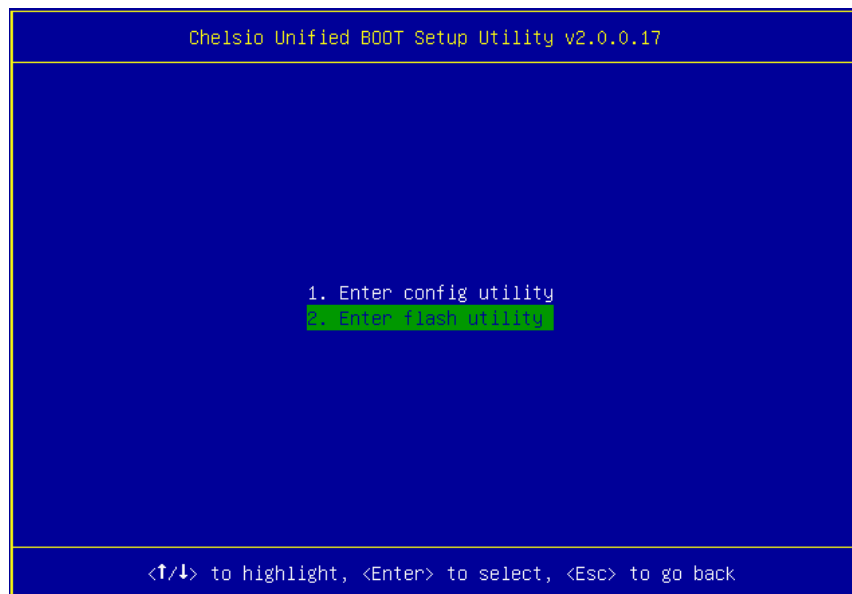 Chelsio Unified BOOT Setup Utility v2.0.0.17
1. Enter config utility
2. Enter flash utility
<↑/↓> to highlight, <Enter> to select, <Esc> to go back